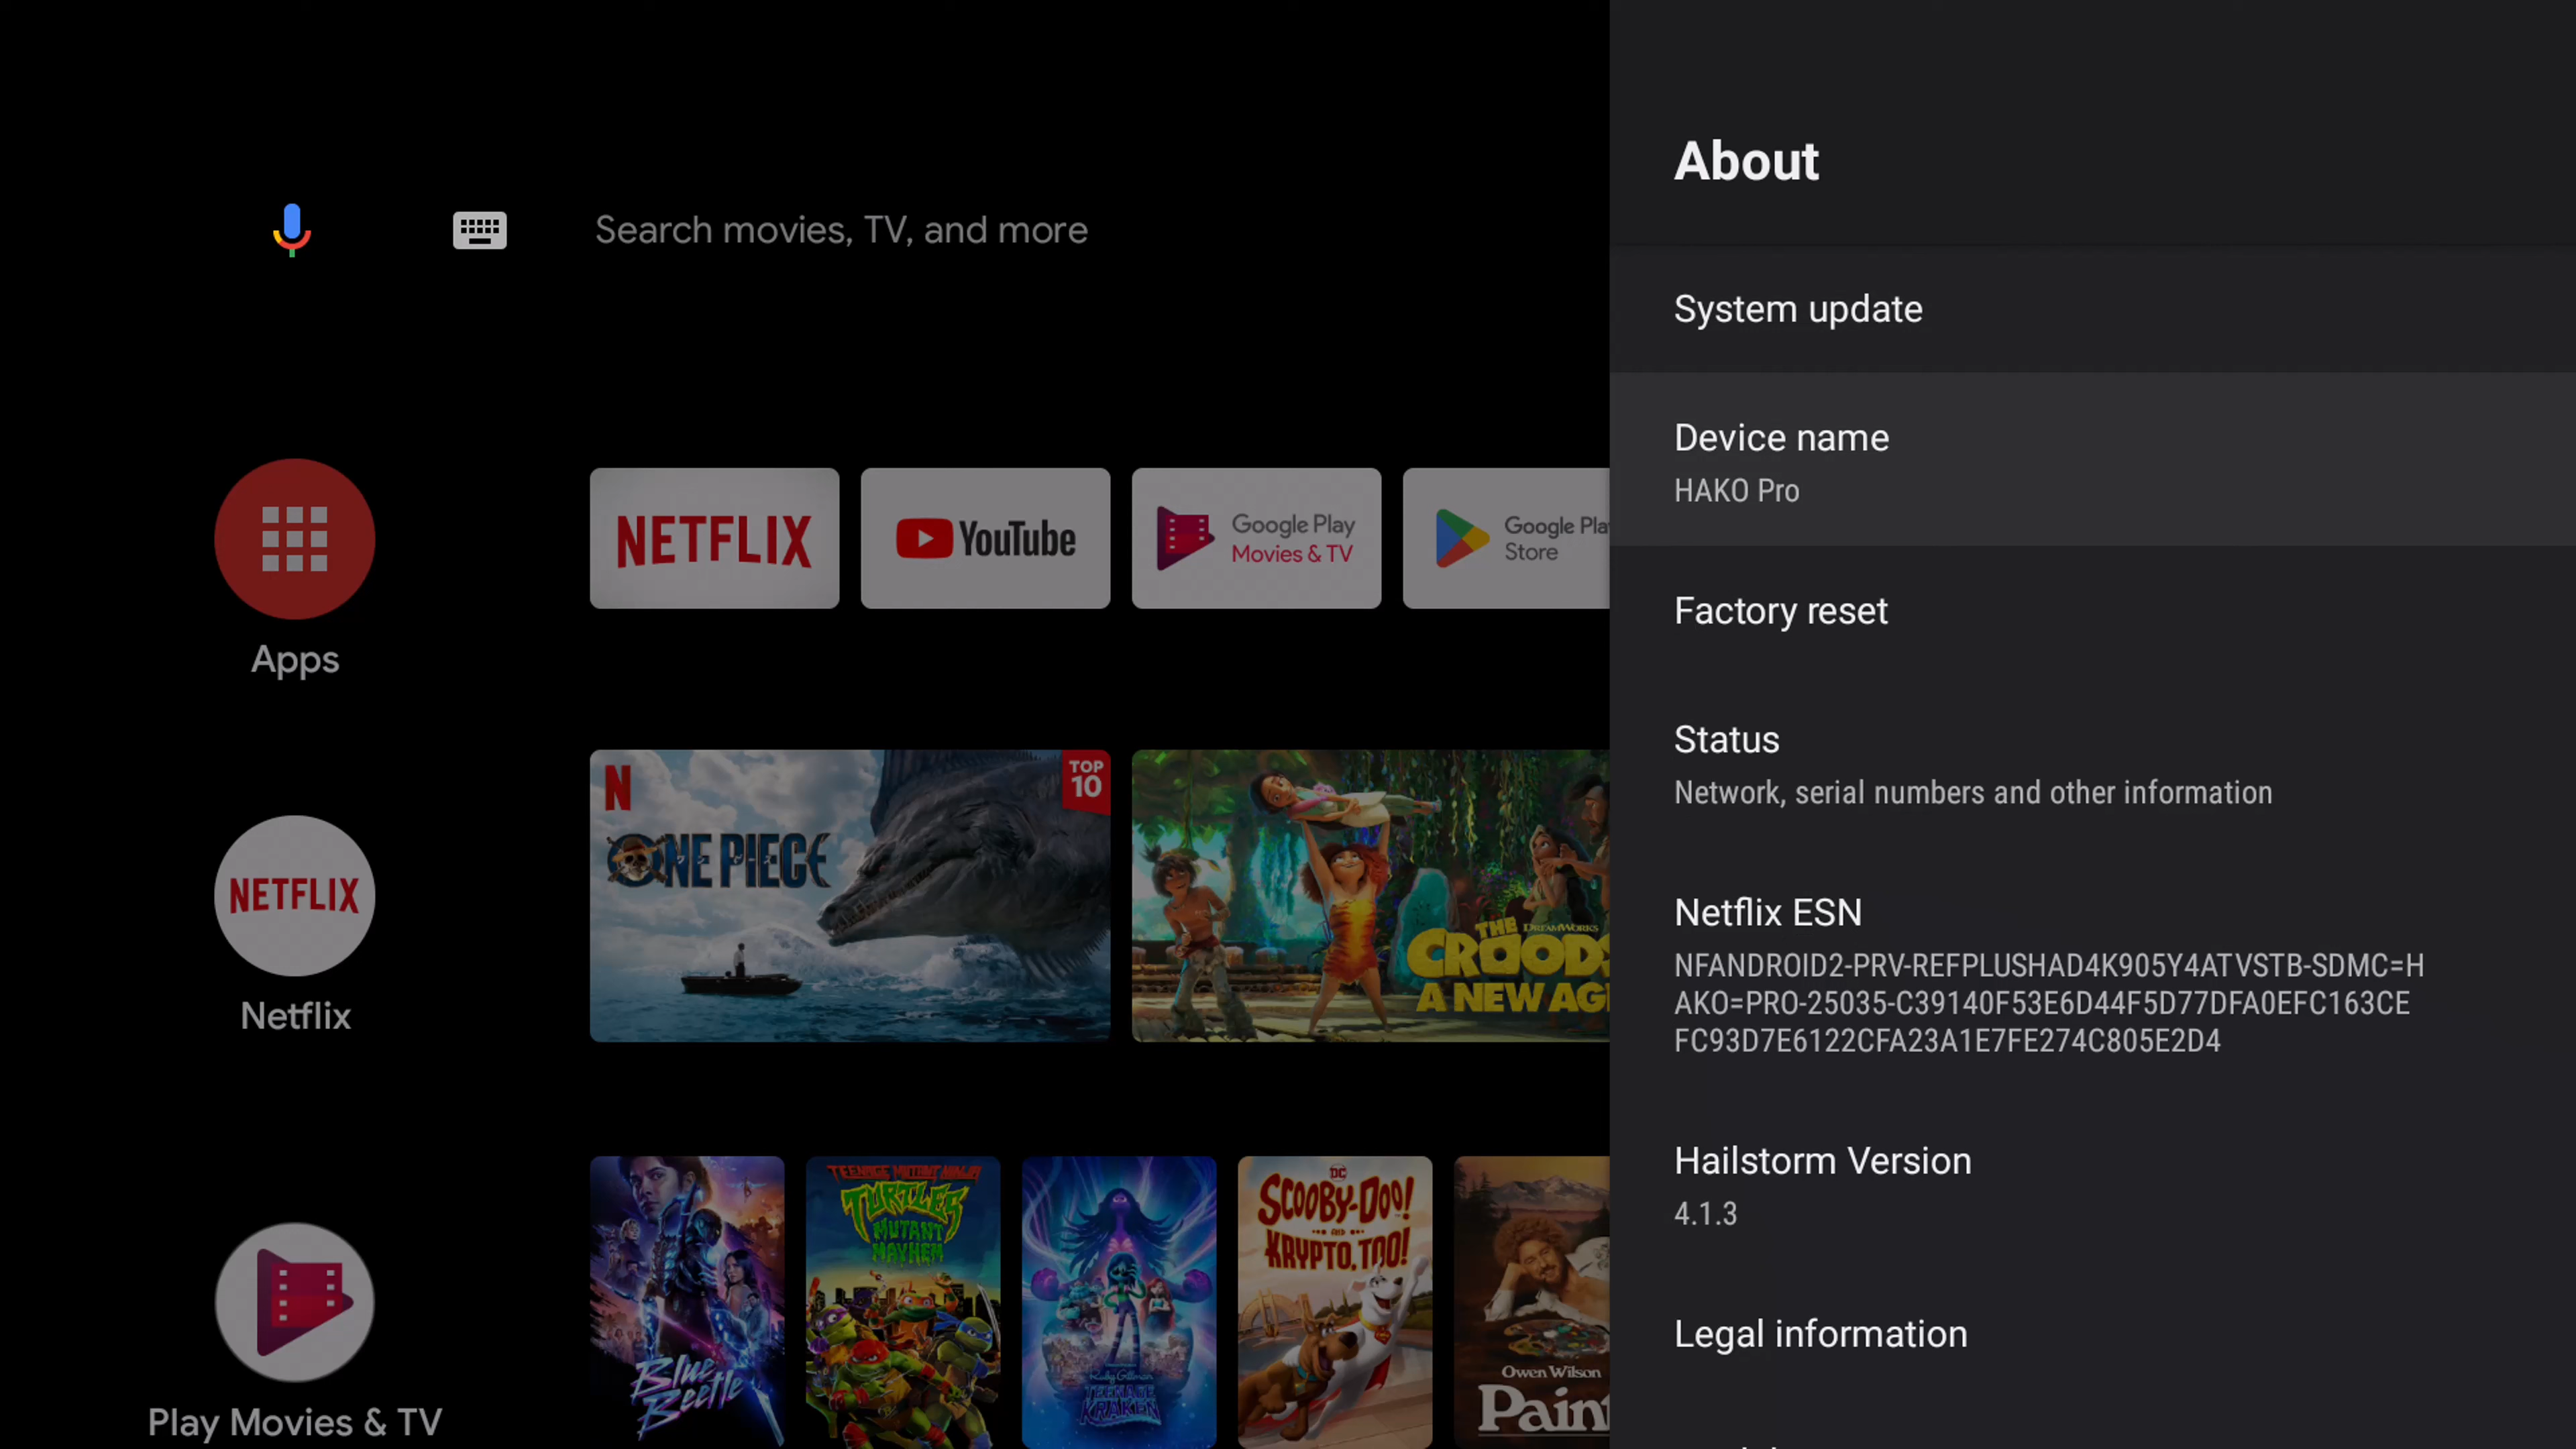 Search movies, TV, and more
Apps
NETFLIX
YouTube
Google Play
Movies & TV
Google Pla
Store
NETFLIX
Netflix
N
TOP
10
ONE PIECE
DREAMWORKS
THE
CROODS
A NEW AG
Play Movies & TV
Blue
Beetle
TEENAGE MUTANT NINJA
TURTLES
MUTANT
MAYHEM
Ruby Gillman
TEENAGE
KRAKEN
DC
SCOOBY-DOO!
AND
KRYPTO, TOO!
Owen Wilson
Paint
About
System update
Device name
HAKO Pro
Factory reset
Status
Network, serial numbers and other information
Netflix ESN
NFANDROID2-PRV-REFPLUSHAD4K905Y4ATVSTB-SDMC=H
AKO=PRO-25035-C39140F53E6D44F5D77DFA0EFC163CE
FC93D7E6122CFA23A1E7FE274C805E2D4
Hailstorm Version
4.1.3
Legal information